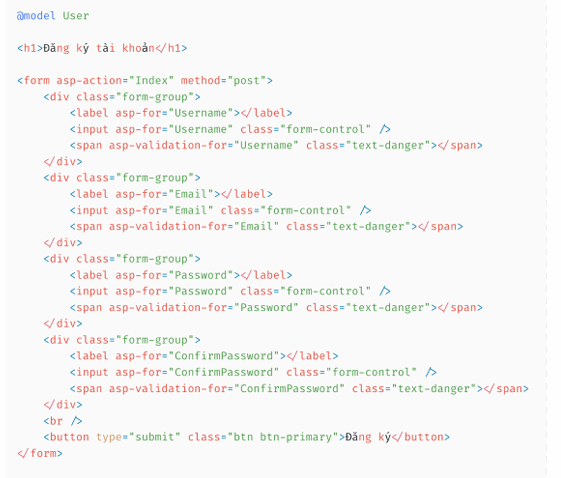 @model User
<h1>Đăng ký tài khoản</h1>
<form asp-action="Index" method="post">
<div class="form-group">
<label asp-for="Username"></label>
<input asp-for="Username" class="form-control" />
<span asp-validation-for="Username" class="text-danger"></span>
</div>
<div class="form-group">
<label asp-for="Email"></label>
<input asp-for="Email" class="form-control" />
<span asp-validation-for="Email" class="text-danger"></span>
</div>
<div class="form-group">
<label asp-for="Password"></label>
<input asp-for="Password" class="form-control" />
<span asp-validation-for="Password" class="text-danger"></span>
</div>
<div class="form-group">
<label asp-for="ConfirmPassword"></label>
<input asp-for="ConfirmPassword" class="form-control" />
<span asp-validation-for="ConfirmPassword" class="text-danger"></span>
</div>
<br />
<button type="submit" class="btn btn-primary">Đăng ký</button>
</form>